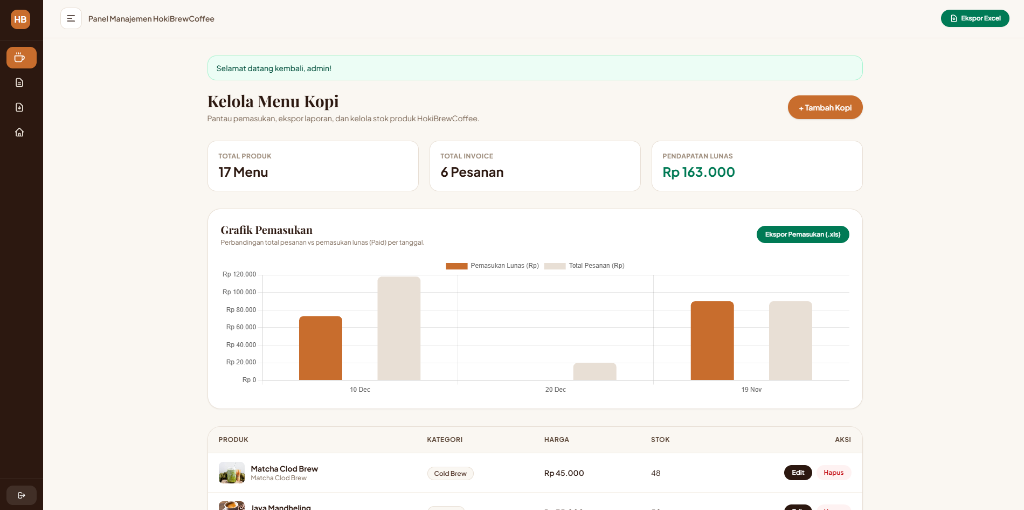 HB
Panel Manajemen HokiBrewCoffee
Ekspor Excel
Selamat datang kembali, admin!
Kelola Menu Kopi
Pantau pemasukan, ekspor laporan, dan kelola stok produk HokiBrewCoffee.
+ Tambah Kopi
TOTAL PRODUK
17 Menu
TOTAL INVOICE
6 Pesanan
PENDAPATAN LUNAS
Rp 163.000
Grafik Pemasukan
Perbandingan total pesanan vs pemasukan lunas (Paid) per tanggal.
Ekspor Pemasukan (.xls)
Pemasukan Lunas (Rp) Total Pesanan (Rp)
Rp 120.000
Rp 100.000
Rp 80.000
Rp 60.000
Rp 40.000
Rp 20.000
Rp 0
10 Dec 20 Dec 19 Nov
PRODUK KATEGORI HARGA STOK AKSI
Matcha Clod Brew
Matcha Clod Brew
Cold Brew
Rp 45.000
48
Edit
Hapus
Java Mandheling